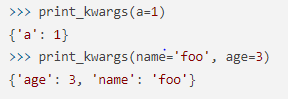 >>> print_kwargs(a=1)
{'a': 1}
>>> print_kwargs(name='foo', age=3)
{'age': 3, 'name': 'foo'}